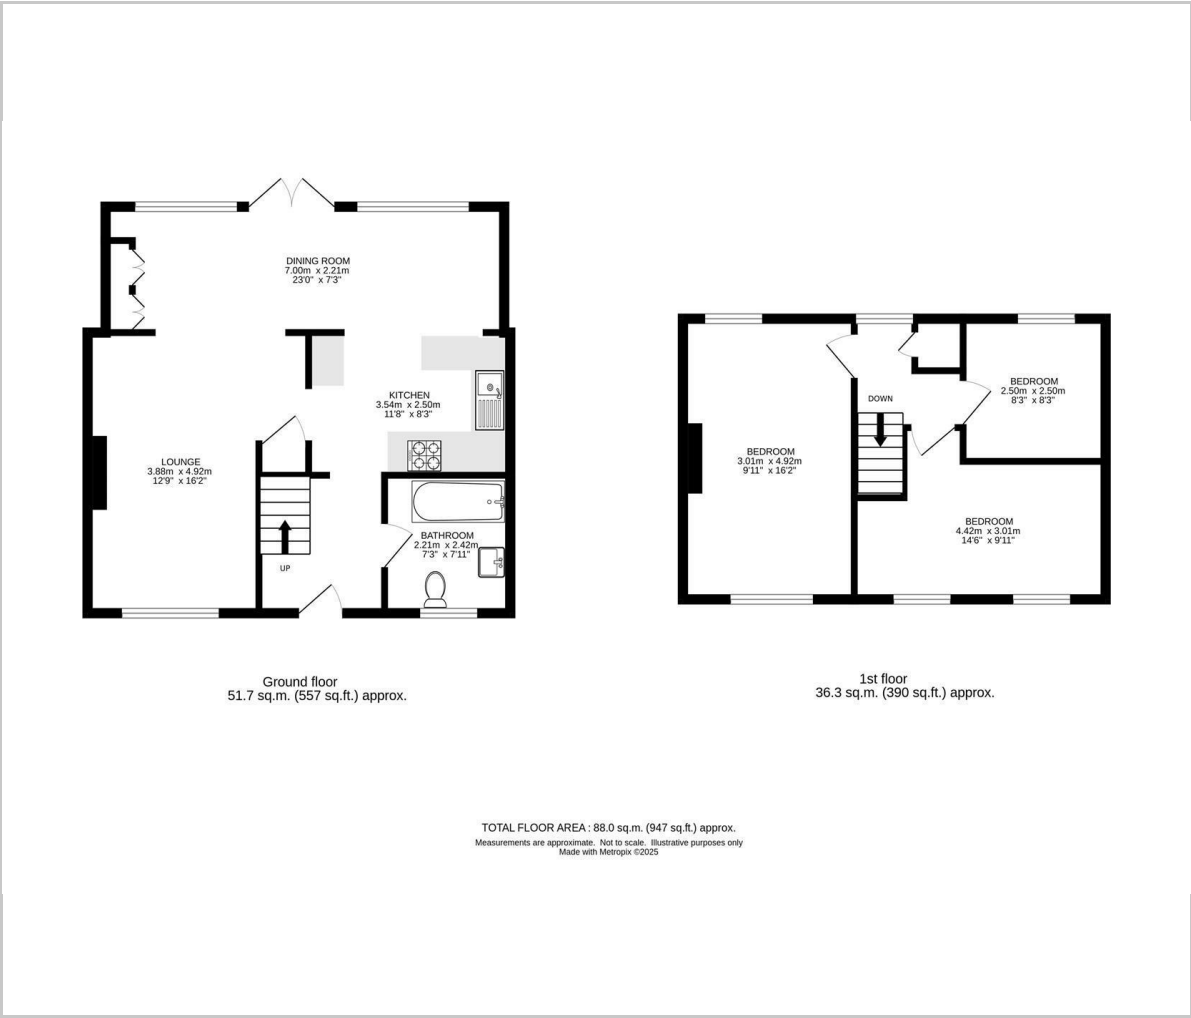 DINING ROOM
7.00m x 2.21m
23'0" x 7'3"
KITCHEN
3.54m x 2.50m
11'8" x 8'3"
LOUNGE
3.88m x 4.92m
12'9" x 16'2"
BATHROOM
2.21m x 2.42m
7'3" x 7'11"
UP
Ground floor
51.7 sq.m. (557 sq.ft.) approx.
BEDROOM
2.50m x 2.50m
8'3" x 8'3"
DOWN
BEDROOM
3.01m x 4.92m
9'11" x 16'2"
BEDROOM
4.42m x 3.01m
14'6" x 9'11"
1st floor
36.3 sq.m. (390 sq.ft.) approx.
TOTAL FLOOR AREA : 88.0 sq.m. (947 sq.ft.) approx.
Measurements are approximate. Not to scale. Illustrative purposes only
Made with Metropix ©2025